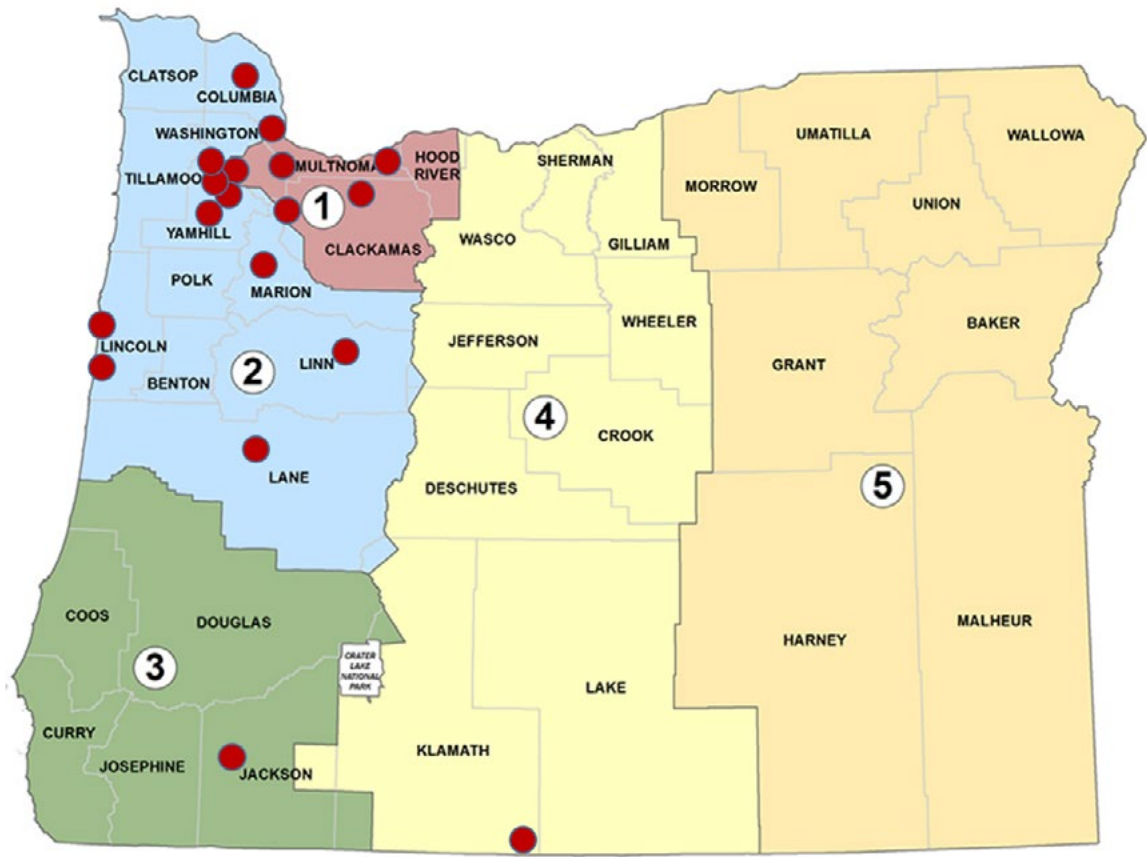 CLATSOP
COLUMBIA
WASHINGTON
TILLAMOO
YAMHILL
MULTNOMA
HOOD
RIVER
1
CLACKAMAS
POLK
MARION
LINCOLN
BENTON
2
LINN
LANE
SHERMAN
WASCO
GILLIAM
JEFFERSON
WHEELER
4
CROOK
DESCHUTES
MORROW
UMATILLA
WALLOWA
UNION
BAKER
GRANT
5
HARNEY
MALHEUR
COOS
DOUGLAS
3
CRATER
LAKE
NATIONAL
PARK
CURRY
JOSEPHINE
JACKSON
KLAMATH
LAKE